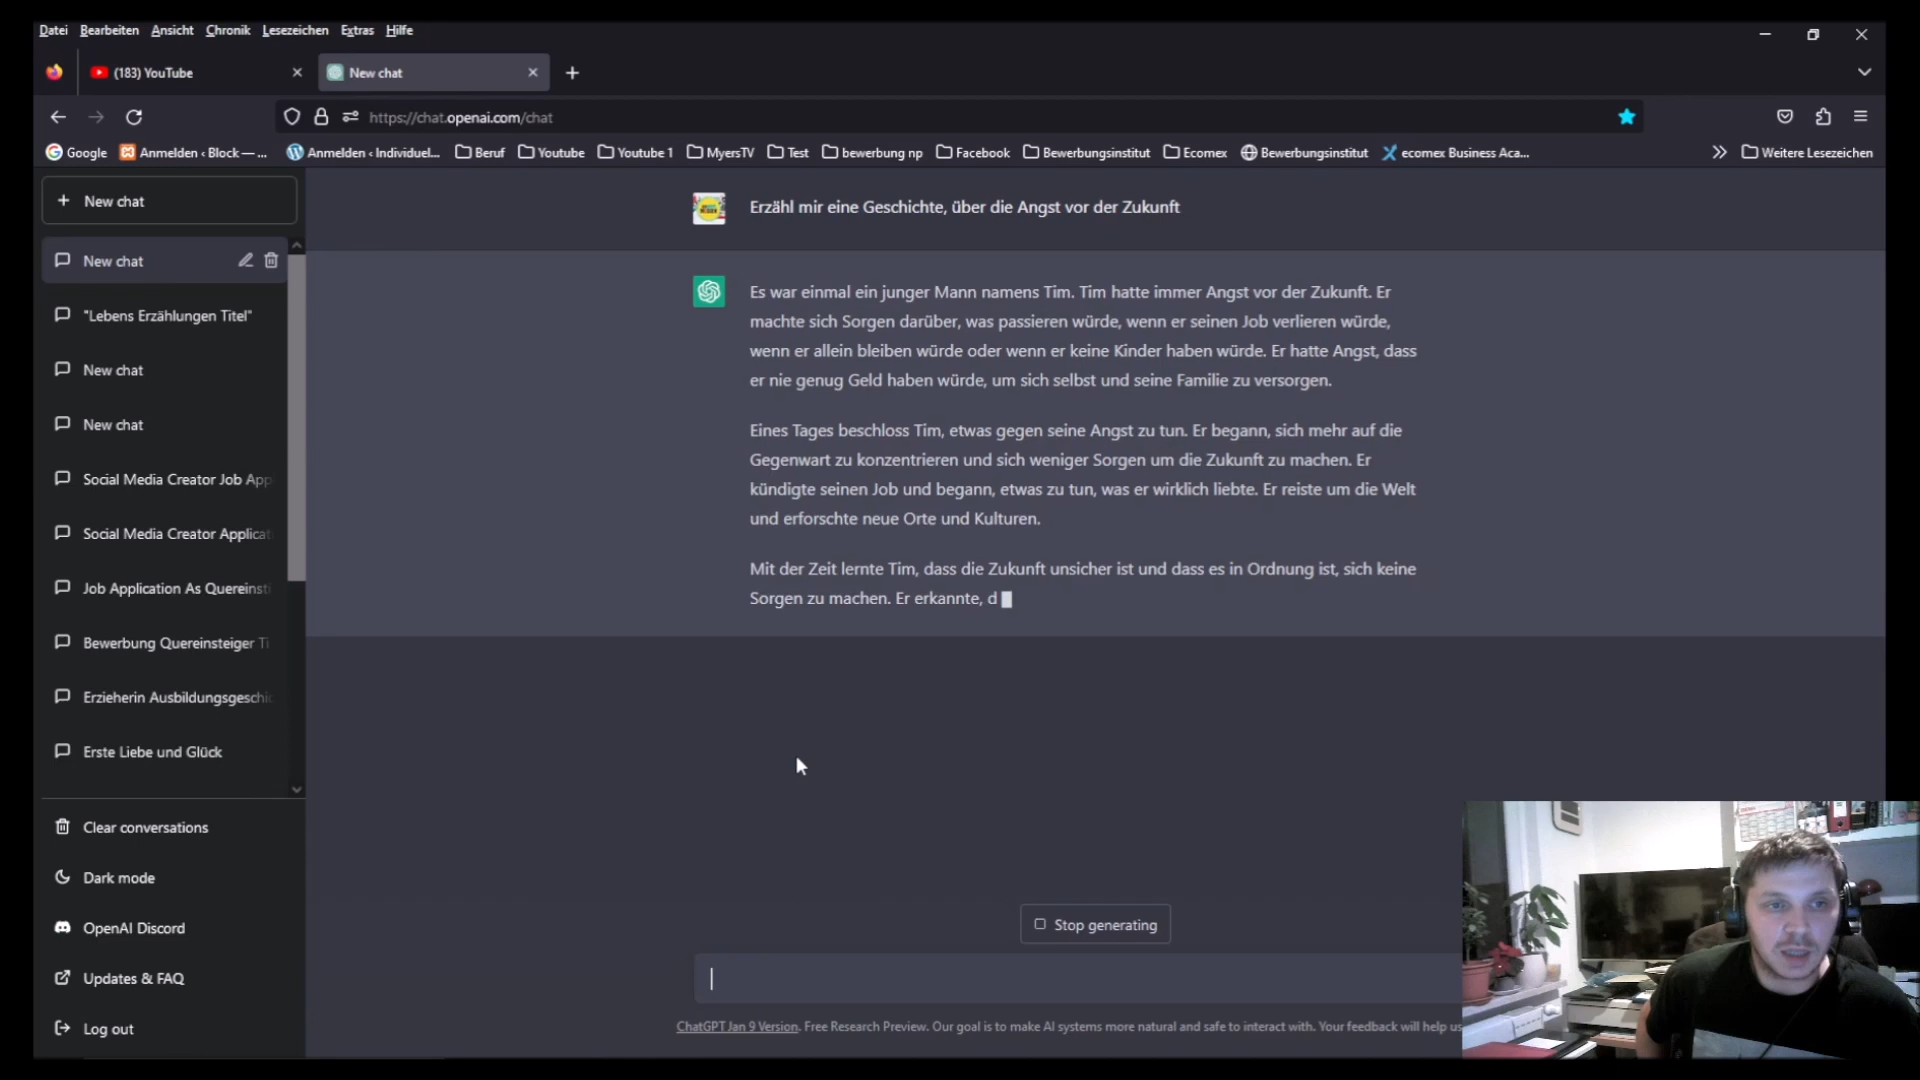 Datei Bearbeiten Ansicht Chronik Lesezeichen Extras Hilfe
(183) YouTube
New chat
https://chat.openai.com/chat
Google
Anmelden ‹ Block — ...
Anmelden ‹ Individuel...
Beruf
Youtube
Youtube 1
MyersTV
Test
bewerbung np
Facebook
Bewerbungsinstitut
Ecomex
Bewerbungsinstitut
ecomex Business Aca...
Weitere Lesezeichen
+ New chat
New chat
"Lebens Erzählungen Titel"
New chat
New chat
Social Media Creator Job App
Social Media Creator Applicat
Job Application As Quereinsti
Bewerbung Quereinsteiger Ti
Erzieherin Ausbildungsgeschic
Erste Liebe und Glück
Clear conversations
Dark mode
OpenAI Discord
Updates & FAQ
Log out
Erzähl mir eine Geschichte, über die Angst vor der Zukunft
Es war einmal ein junger Mann namens Tim. Tim hatte immer Angst vor der Zukunft. Er
machte sich Sorgen darüber, was passieren würde, wenn er seinen Job verlieren würde,
wenn er allein bleiben würde oder wenn er keine Kinder haben würde. Er hatte Angst, dass
er nie genug Geld haben würde, um sich selbst und seine Familie zu versorgen.
Eines Tages beschloss Tim, etwas gegen seine Angst zu tun. Er begann, sich mehr auf die
Gegenwart zu konzentrieren und sich weniger Sorgen um die Zukunft zu machen. Er
kündigte seinen Job und begann, etwas zu tun, was er wirklich liebte. Er reiste um die Welt
und erforschte neue Orte und Kulturen.
Mit der Zeit lernte Tim, dass die Zukunft unsicher ist und dass es in Ordnung ist, sich keine
Sorgen zu machen. Er erkannte, d
Stop generating
ChatGPT Jan 9 Version. Free Research Preview. Our goal is to make AI systems more natural and safe to interact with. Your feedback will help us